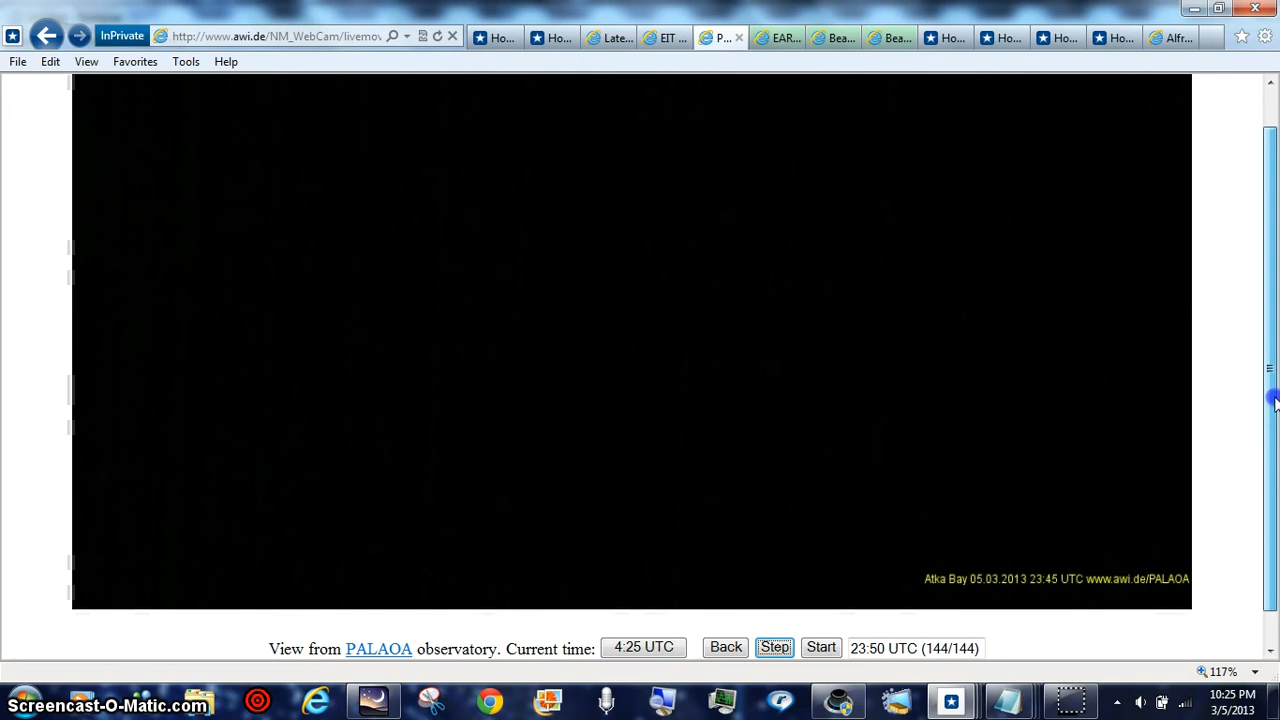 InPrivate http://www.awi.de/NM_WebCam/livemov Ho... Ho... Late... EIT ... P... EAR... Bea... Bea... Ho... Ho... Ho... Ho... Alfr...
File Edit View Favorites Tools Help
Atka Bay 05.03.2013 23:45 UTC www.awi.de/PALAOA
View from PALAOA observatory. Current time: 4:25 UTC Back Step Start 23:50 UTC (144/144)
117%
10:25 PM
Screencast-O-Matic.com
3/5/2013